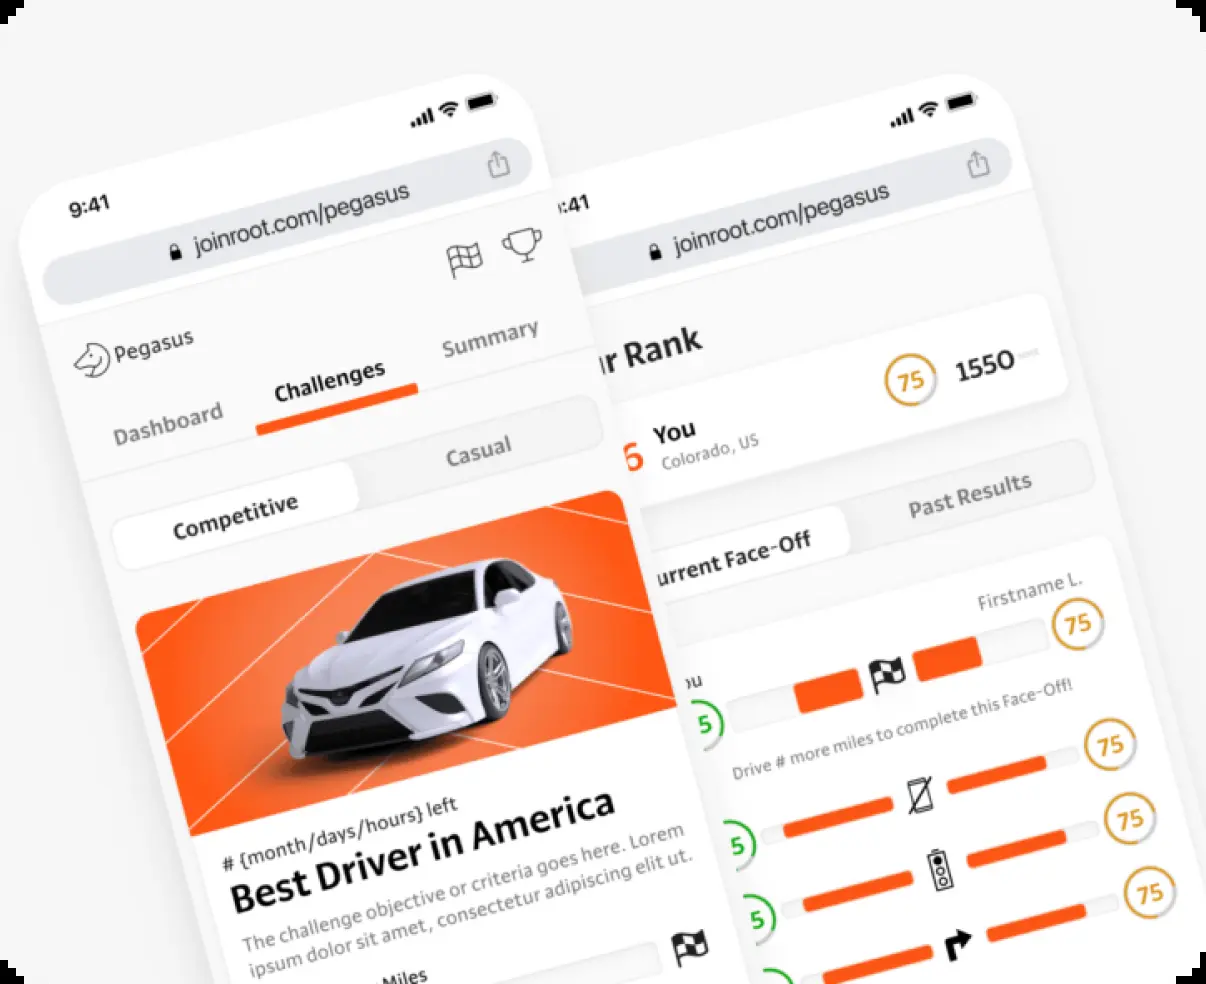 9:41
joinroot.com/pegasus
Pegasus
Dashboard
Challenges
Summary
Competitive
Casual
# {month/days/hours} left
Best Driver in America
The challenge objective or criteria goes here. Lorem
ipsum dolor sit amet, consectetur adipiscing elit ut.
Miles
:41
joinroot.com/pegasus
ur Rank
6
You
Colorado, US
75
1550
urrent Face-Off
Past Results
ou
Firstname L.
5
75
Drive # more miles to complete this Face-Off!
5
75
5
75
75